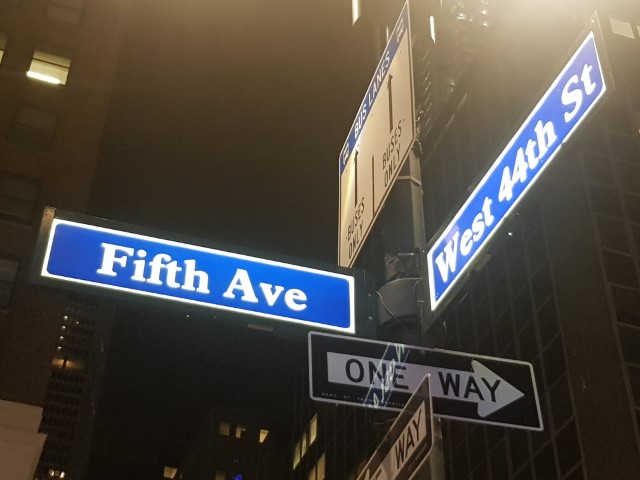 BUS LANES
BUSES
ONLY
BUSES
ONLY
West 44th St
Fifth Ave
ONE WAY
WAY